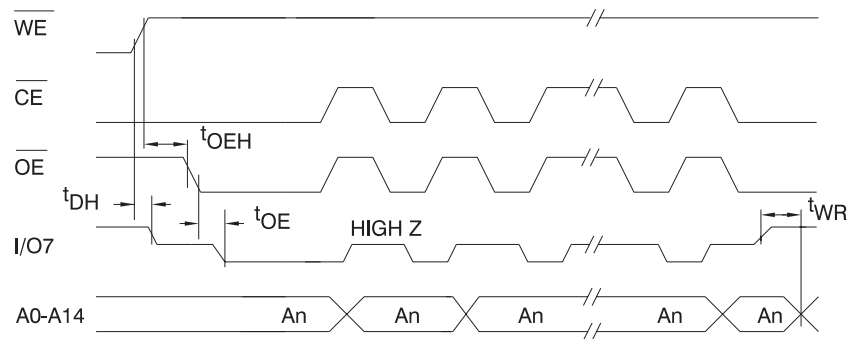 WE
CE
tOEH
OE
tDH
tOE
tWR
HIGH Z
I/O7
A0-A14 An An An An An